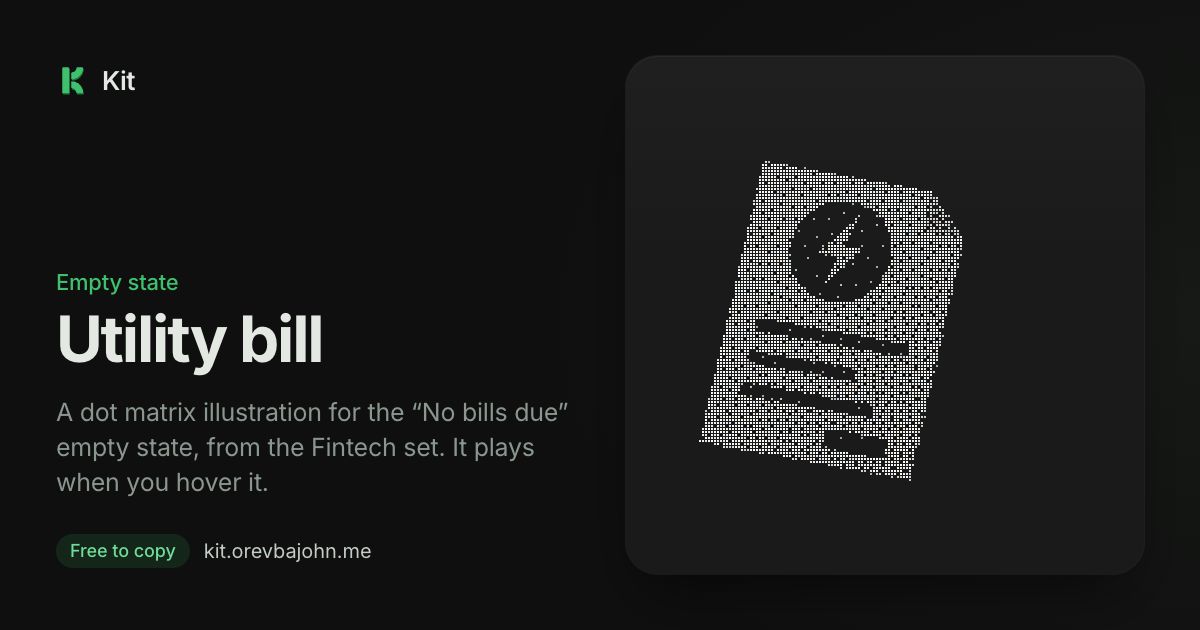 Kit
Empty state
Utility bill
A dot matrix illustration for the “No bills due”
empty state, from the Fintech set. It plays
when you hover it.
Free to copy
kit.orevbajohn.me